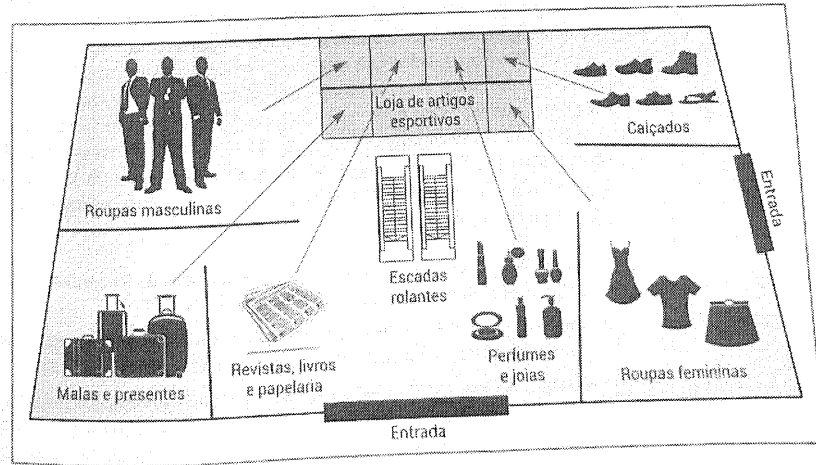 Loja de artigos
esportivos
Calçados
Roupas masculinas
Entrada
Escadas
rolantes
Malas e presentes
Revistas, livros
e papelaria
Perfumes
e joias
Roupas femininas
Entrada